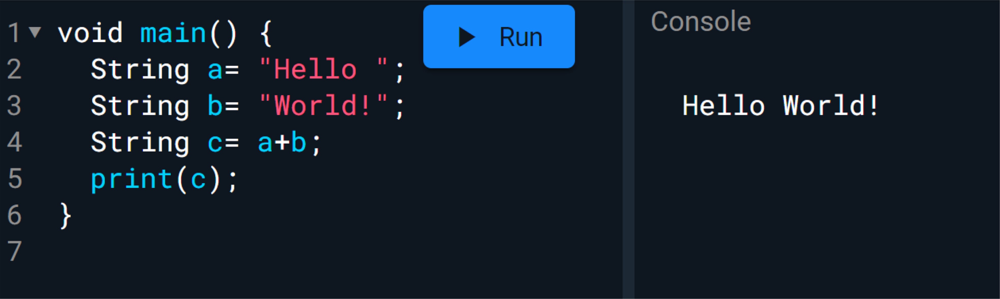 1 void main() {
2 String a= "Hello ";
3 String b= "World!";
4 String c= a+b;
5 print(c);
6 }
7
Run
Console
Hello World!